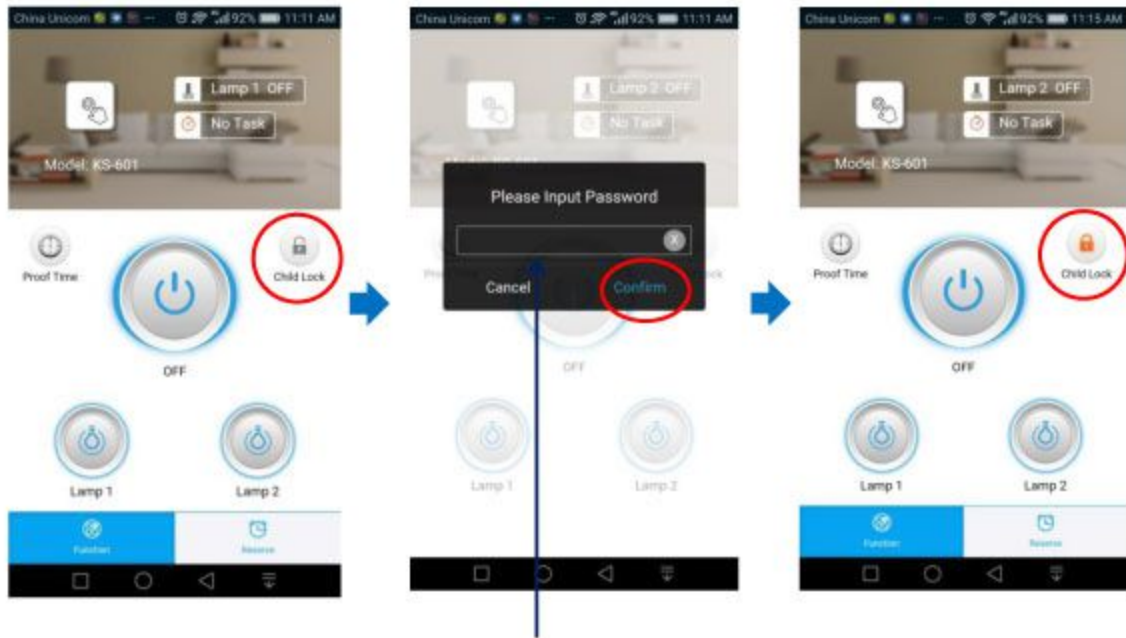 China Unicom 92% 11:11 AM
Lamp 1 OFF
No Task
Model: KS-601
Proof Time
Child Lock
OFF
Lamp 1
Lamp 2
Function
Reserve
China Unicom 92% 11:11 AM
Lamp 2 OFF
No Task
Model: KS-601
Please Input Password
X
Cancel
Confirm
OFF
Lamp 1
Lamp 2
China Unicom 92% 11:15 AM
Lamp 2 OFF
No Task
Model: KS-601
Proof Time
Child Lock
OFF
Lamp 1
Lamp 2
Function
Reserve